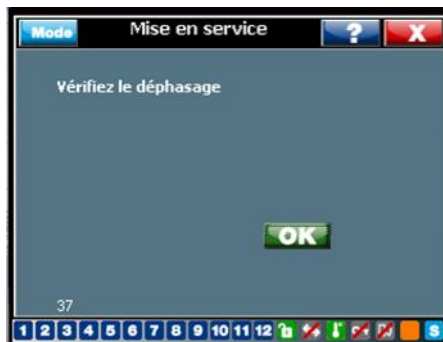 Mode Mise en service ? X
Vérifiez le déphasage
OK
37
1 2 3 4 5 6 7 8 9 10 11 12 S